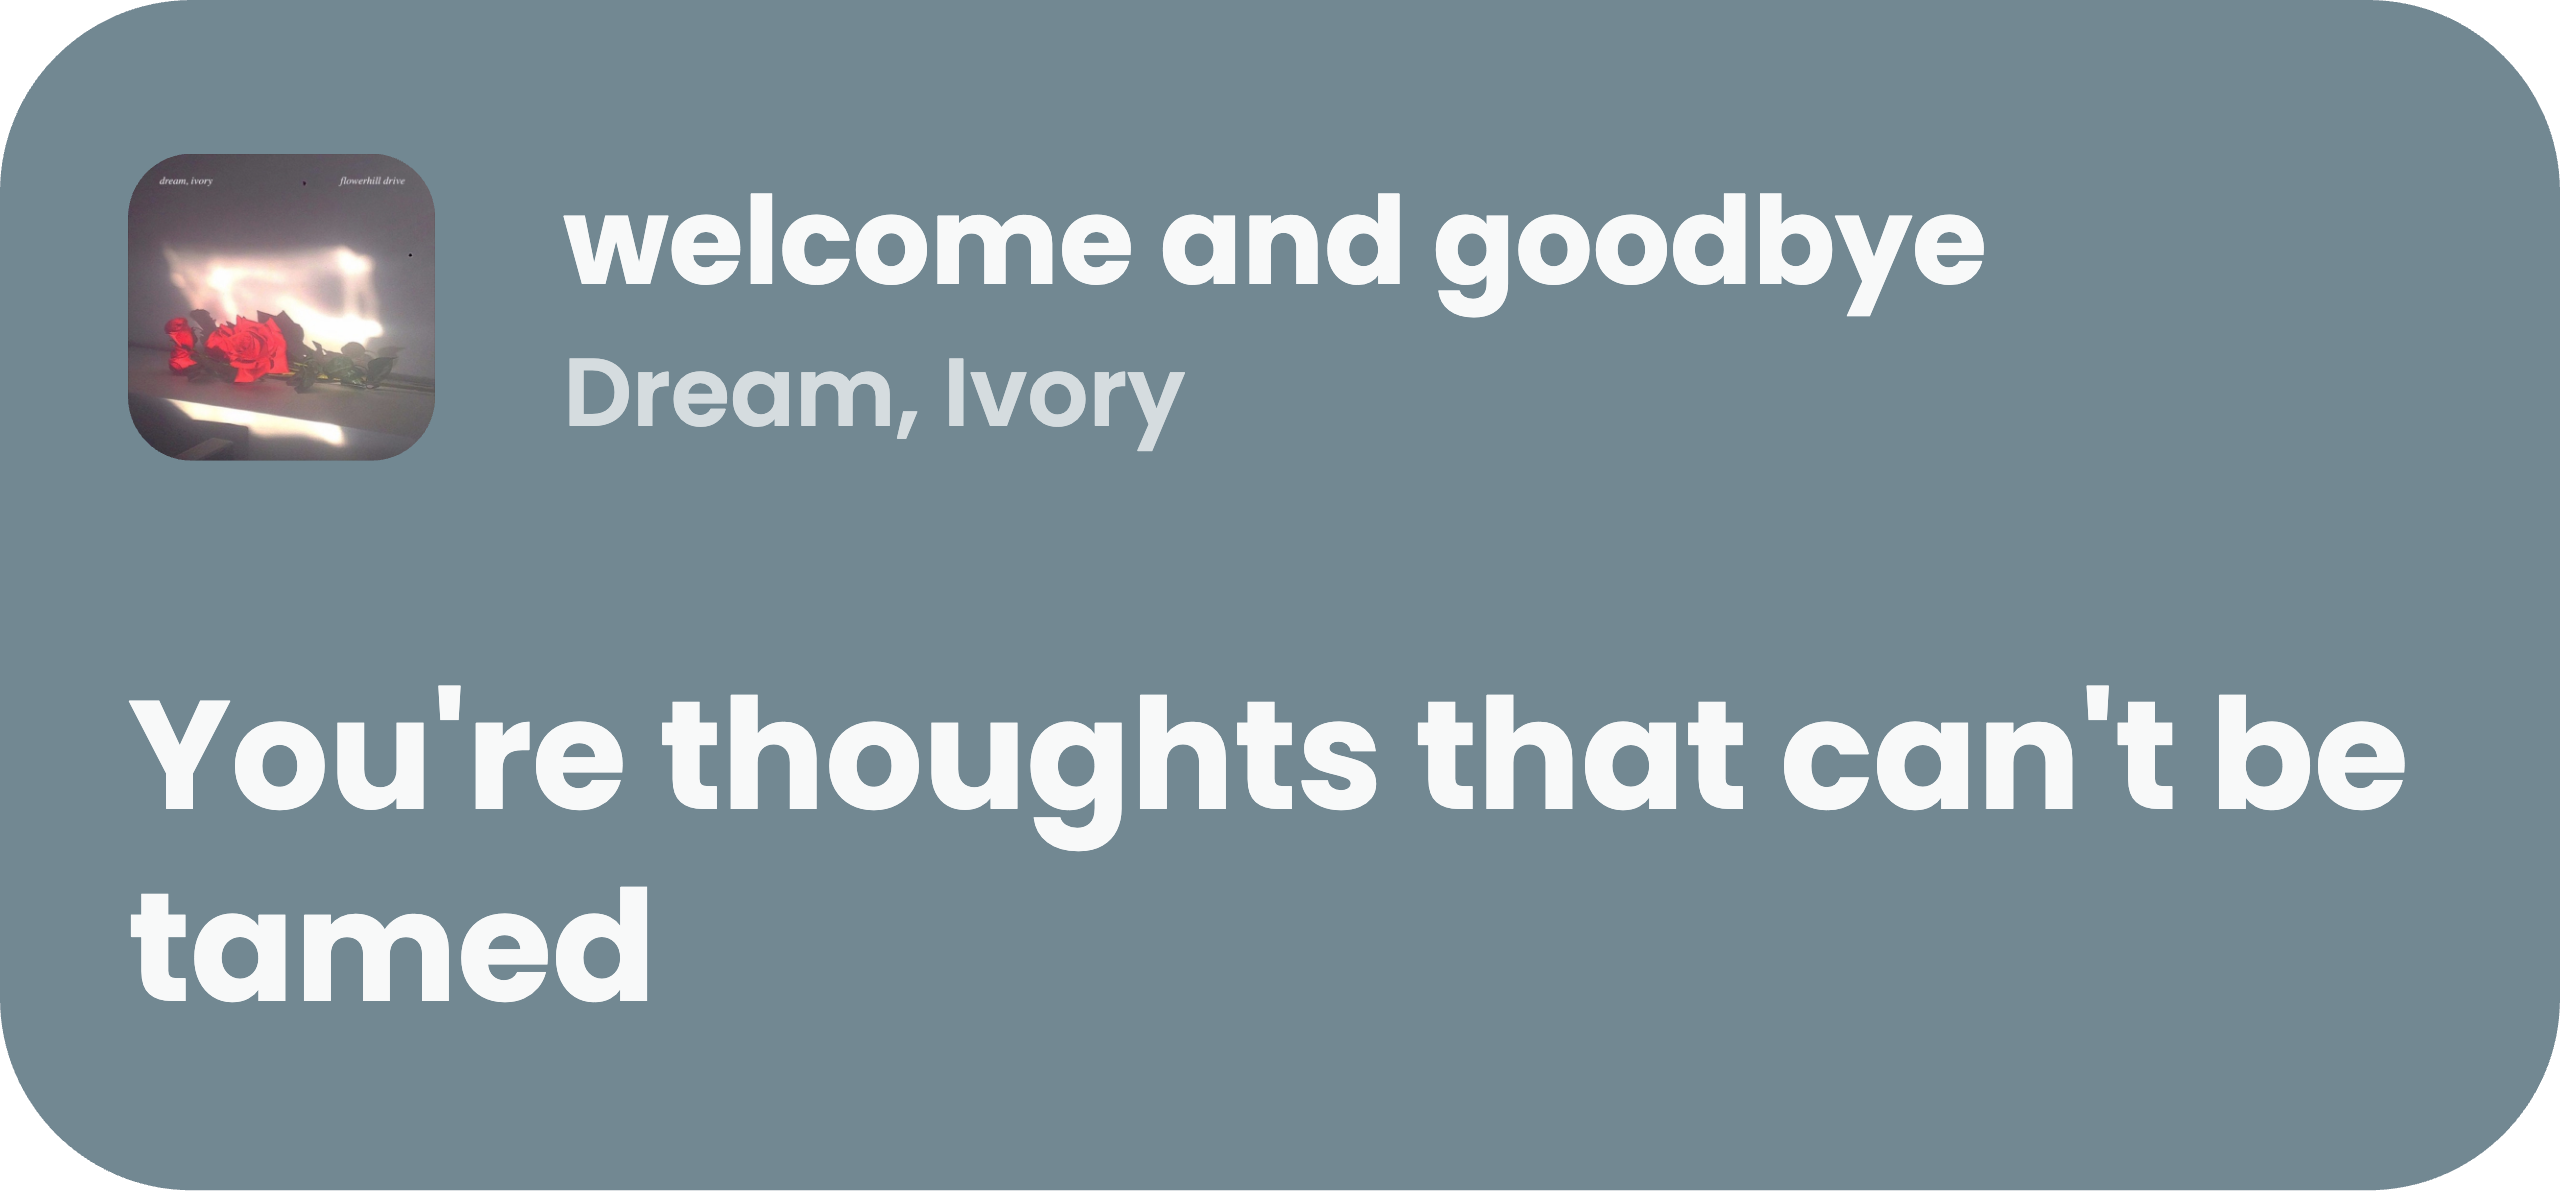 dream, ivory
flowerhill drive
welcome and goodbye
Dream, Ivory
You're thoughts that can't be
tamed